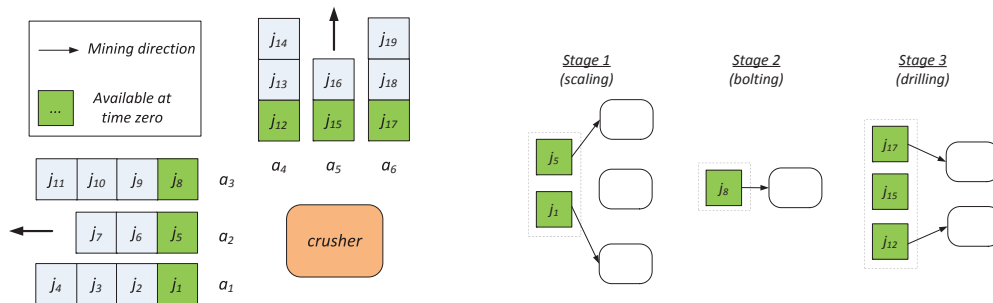 Mining direction
...
Available at
time zero
j14
j19
j13
j16
j18
j12
j15
j17
a4
a5
a6
j11
j10
j9
j8
a3
j7
j6
j5
a2
j4
j3
j2
j1
a1
crusher
Stage 1
(scaling)
j5
j1
Stage 2
(bolting)
j8
Stage 3
(drilling)
j17
j15
j12